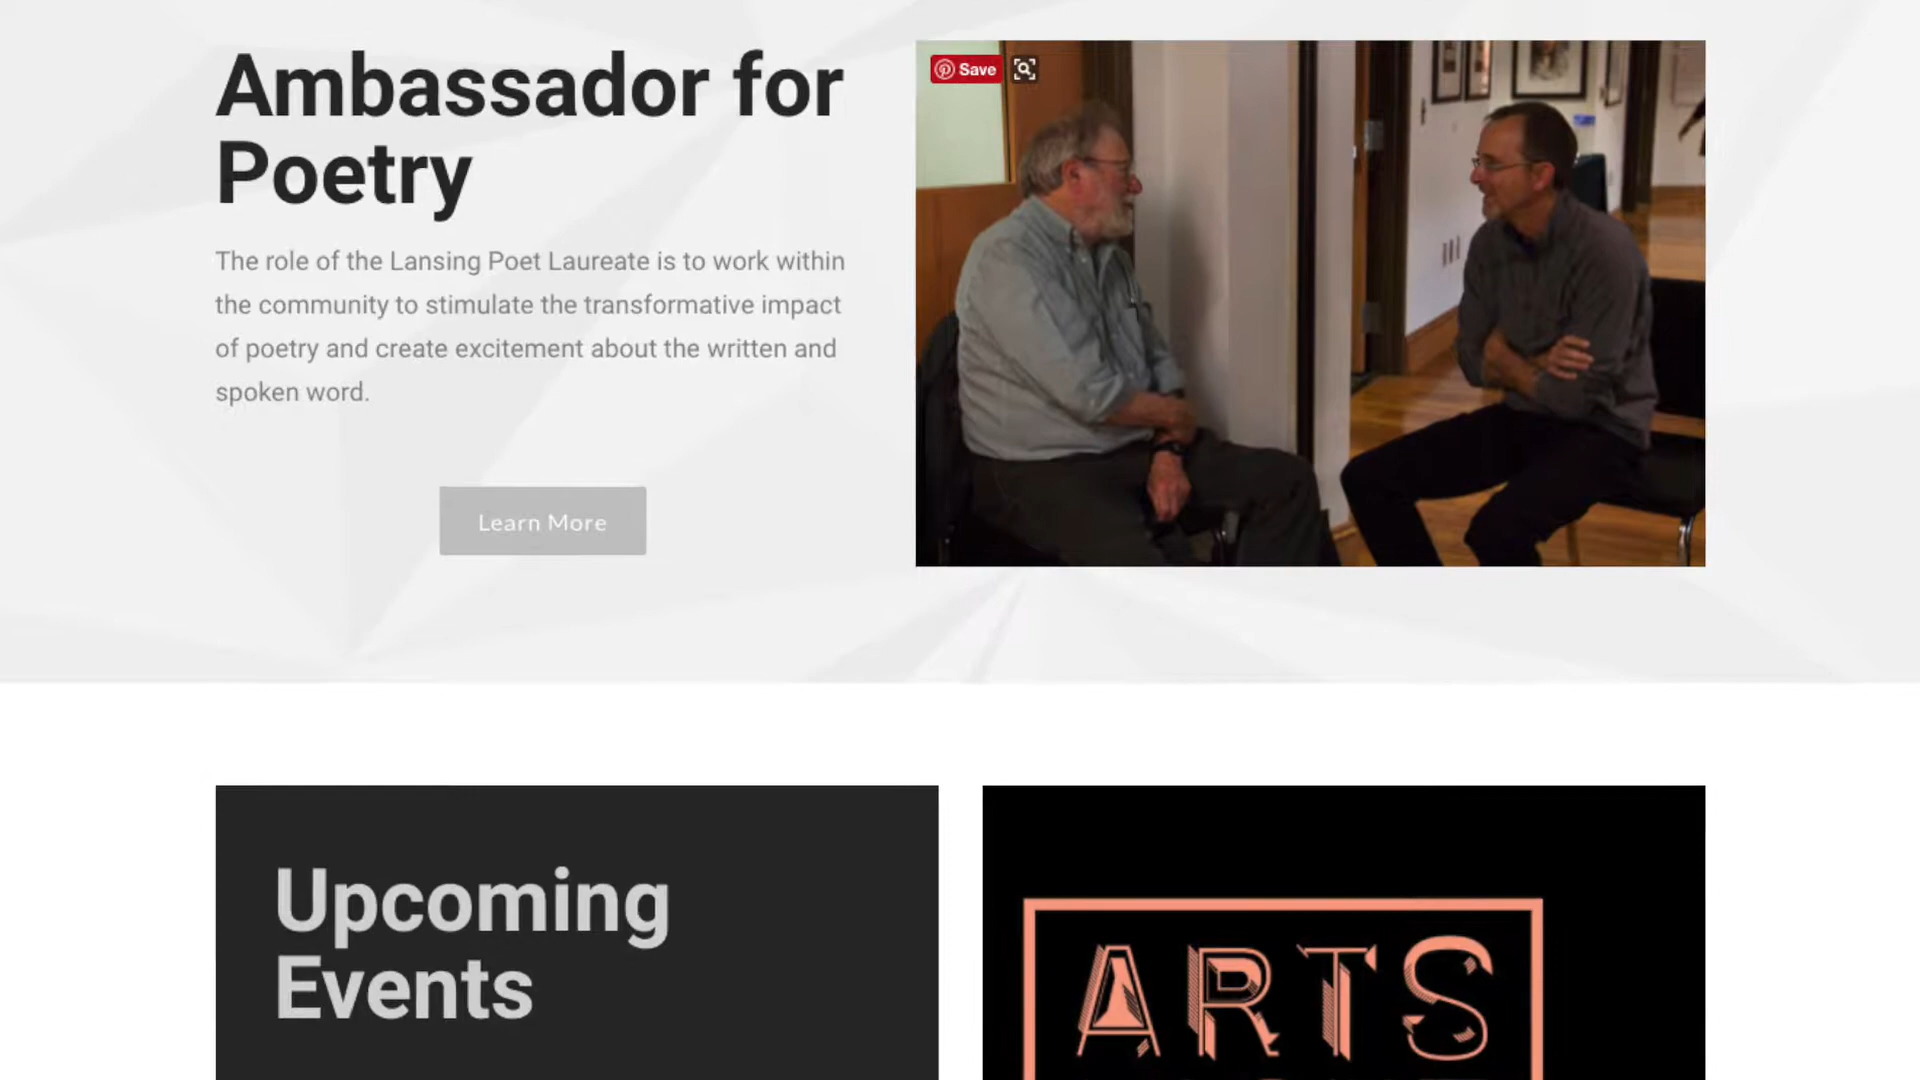 Ambassador for
Poetry
The role of the Lansing Poet Laureate is to work within
the community to stimulate the transformative impact
of poetry and create excitement about the written and
spoken word.
Learn More
Save
Upcoming
Events
ARTS